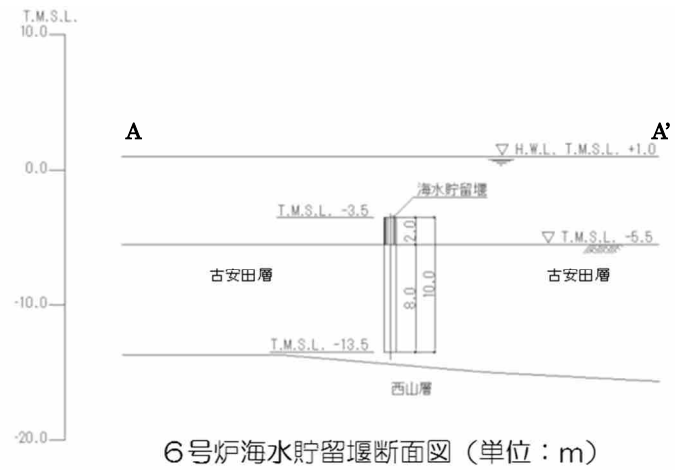 T.M.S.L.
10.0
A
A'
H.W.L. T.M.S.L. +1.0
0.0
海水貯留堰
T.M.S.L. -3.5
2.0
T.M.S.L. -5.5
古安田層
古安田層
8.0
10.0
-10.0
T.M.S.L. -13.5
西山層
-20.0
6号炉海水貯留堰断面図（単位：m）